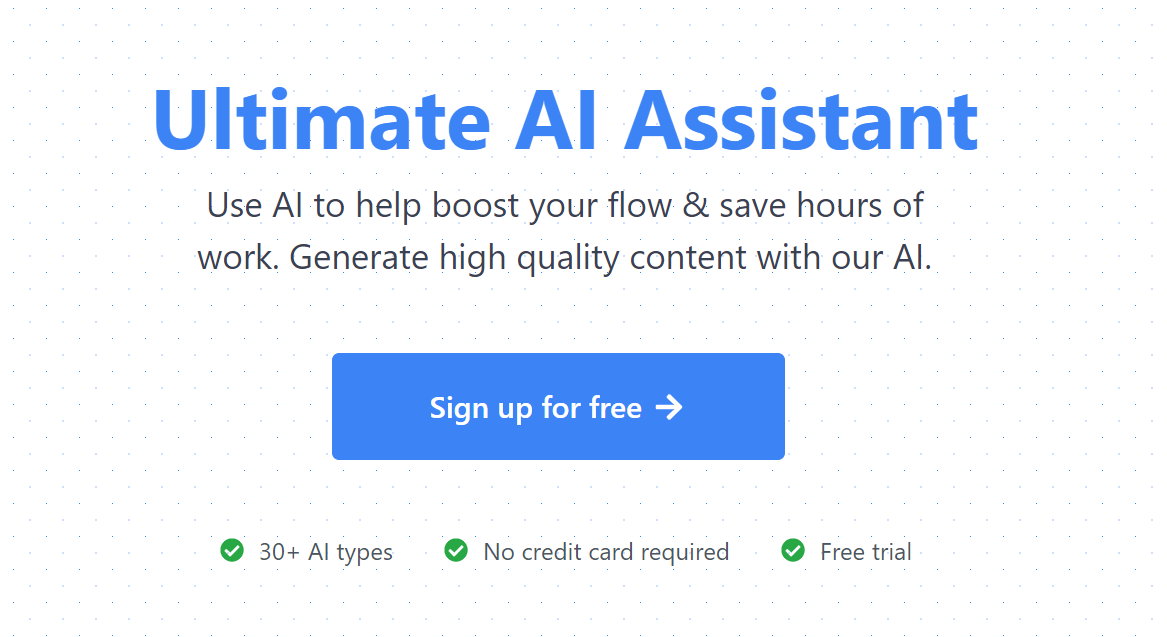 Ultimate AI Assistant
Use AI to help boost your flow & save hours of
work. Generate high quality content with our AI.
Sign up for free →
30+ AI types
No credit card required
Free trial